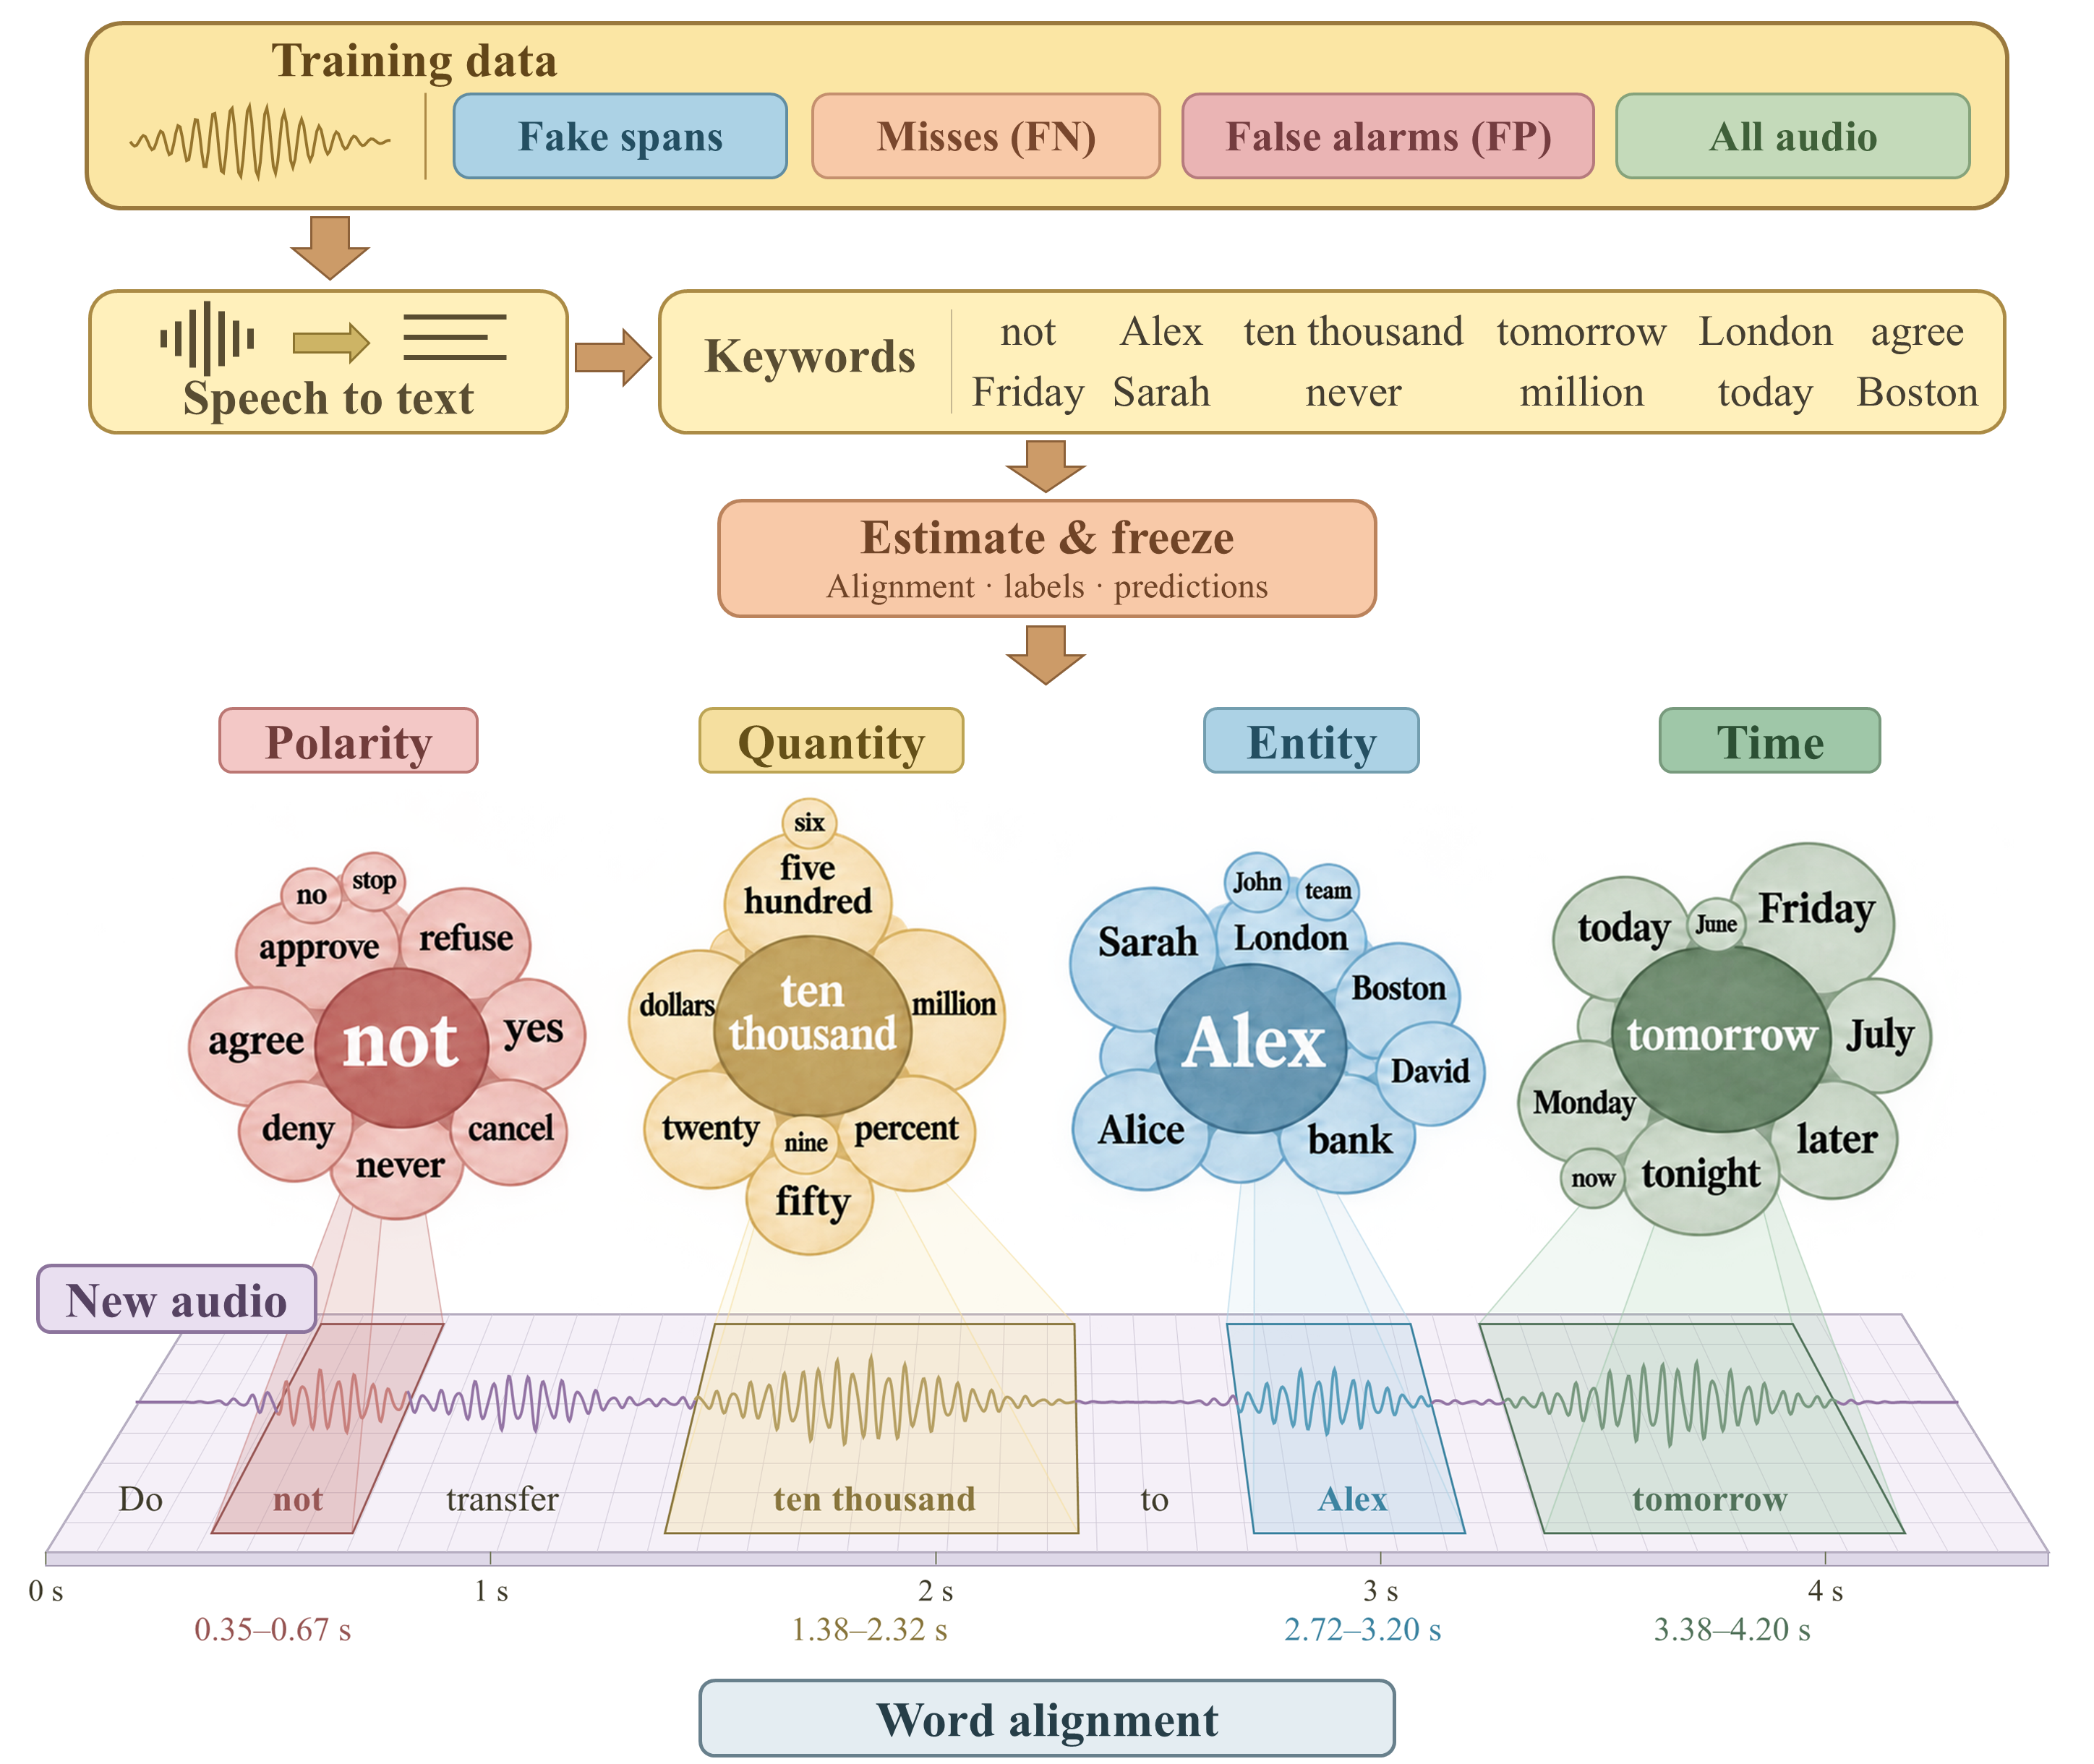 Training data
Fake spans
Misses (FN)
False alarms (FP)
All audio
Speech to text
Keywords
not Alex ten thousand tomorrow London agree
Friday Sarah never million today Boston
Estimate & freeze
Alignment · labels · predictions
Polarity
Quantity
Entity
Time
no
stop
approve
refuse
agree
not
yes
deny
cancel
never
six
five
hundred
dollars
ten
thousand
million
twenty
nine
percent
fifty
John
team
Sarah
London
Boston
Alex
David
Alice
bank
today
June
Friday
tomorrow
July
Monday
later
now
tonight
New audio
Do not transfer ten thousand to Alex tomorrow
0 s 1 s 2 s 3 s 4 s
0.35–0.67 s 1.38–2.32 s 2.72–3.20 s 3.38–4.20 s
Word alignment